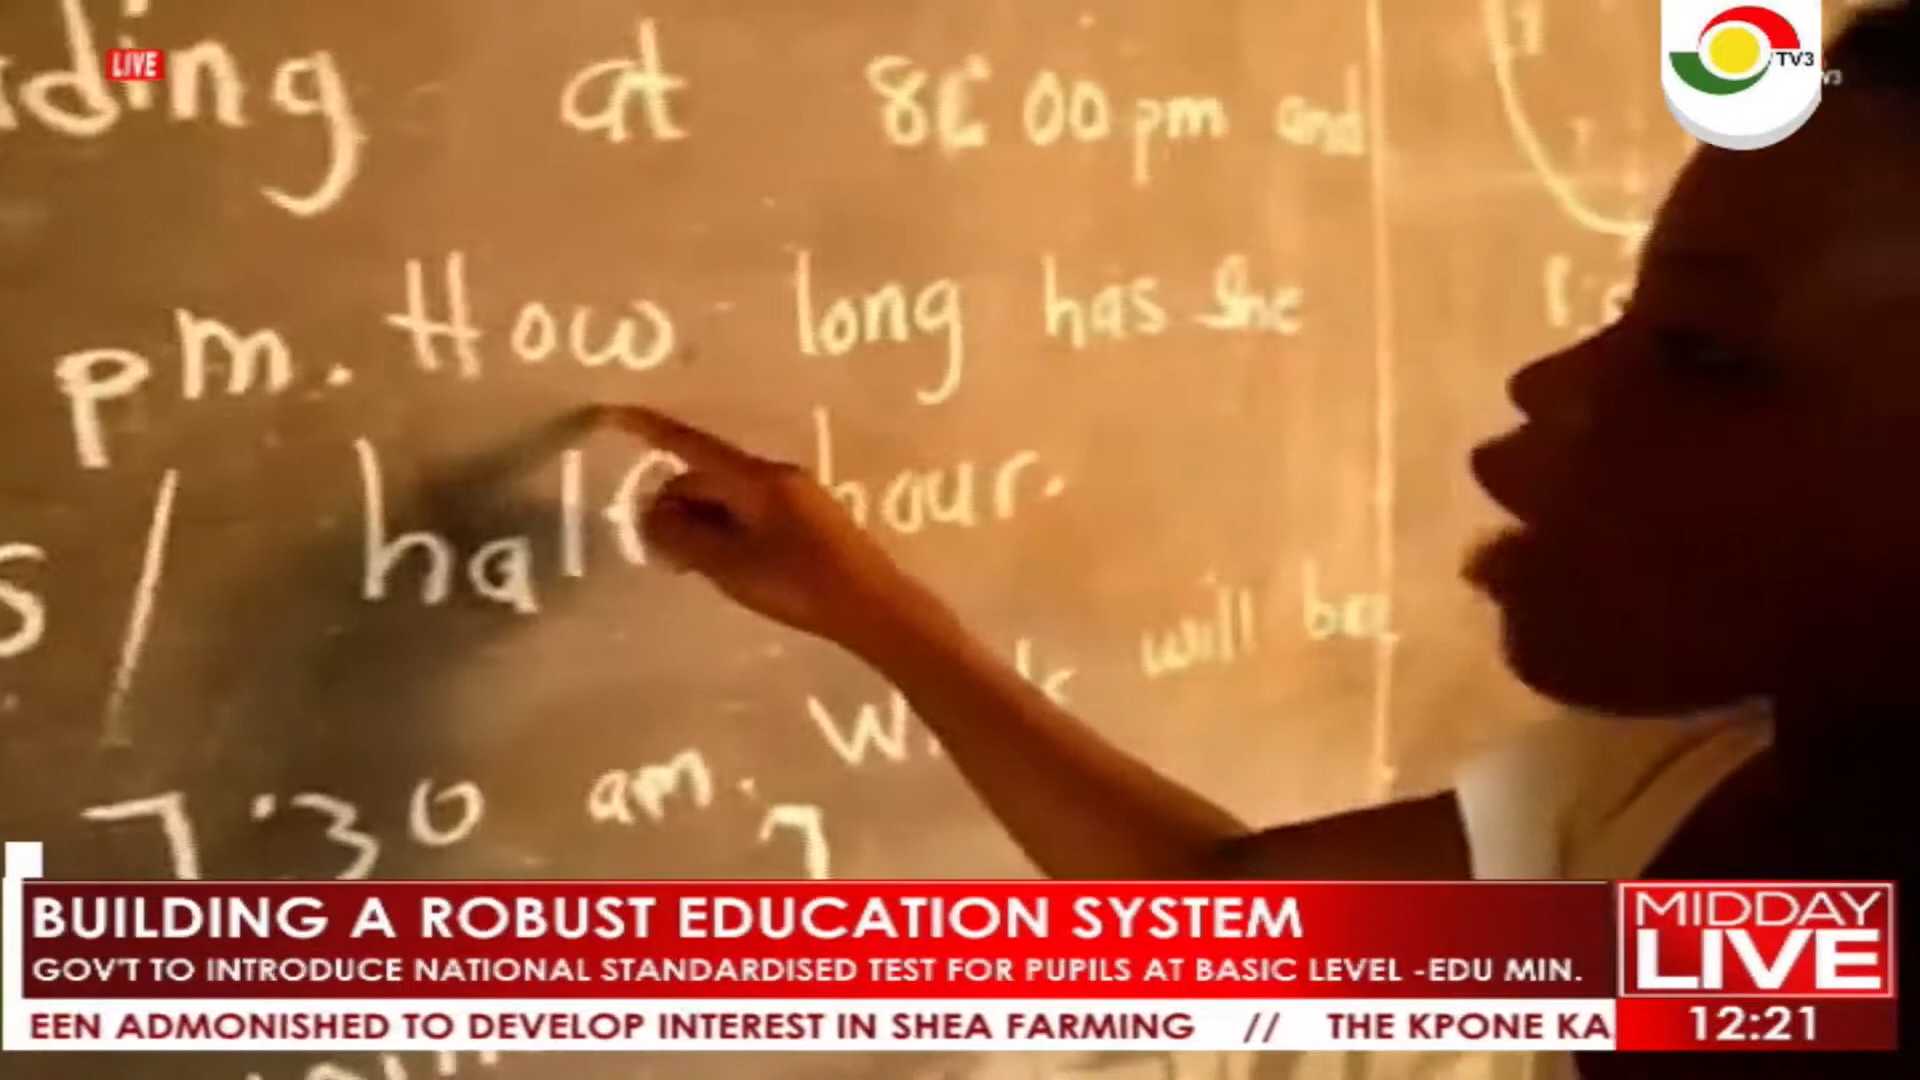 LIVE
TV3
ding at 8:00 pm and
pm. How long has she
s / half hour.
will be
7:30 am.
BUILDING A ROBUST EDUCATION SYSTEM
GOV'T TO INTRODUCE NATIONAL STANDARDISED TEST FOR PUPILS AT BASIC LEVEL -EDU MIN.
MIDDAY
LIVE
EEN ADMONISHED TO DEVELOP INTEREST IN SHEA FARMING // THE KPONE KA
12:21